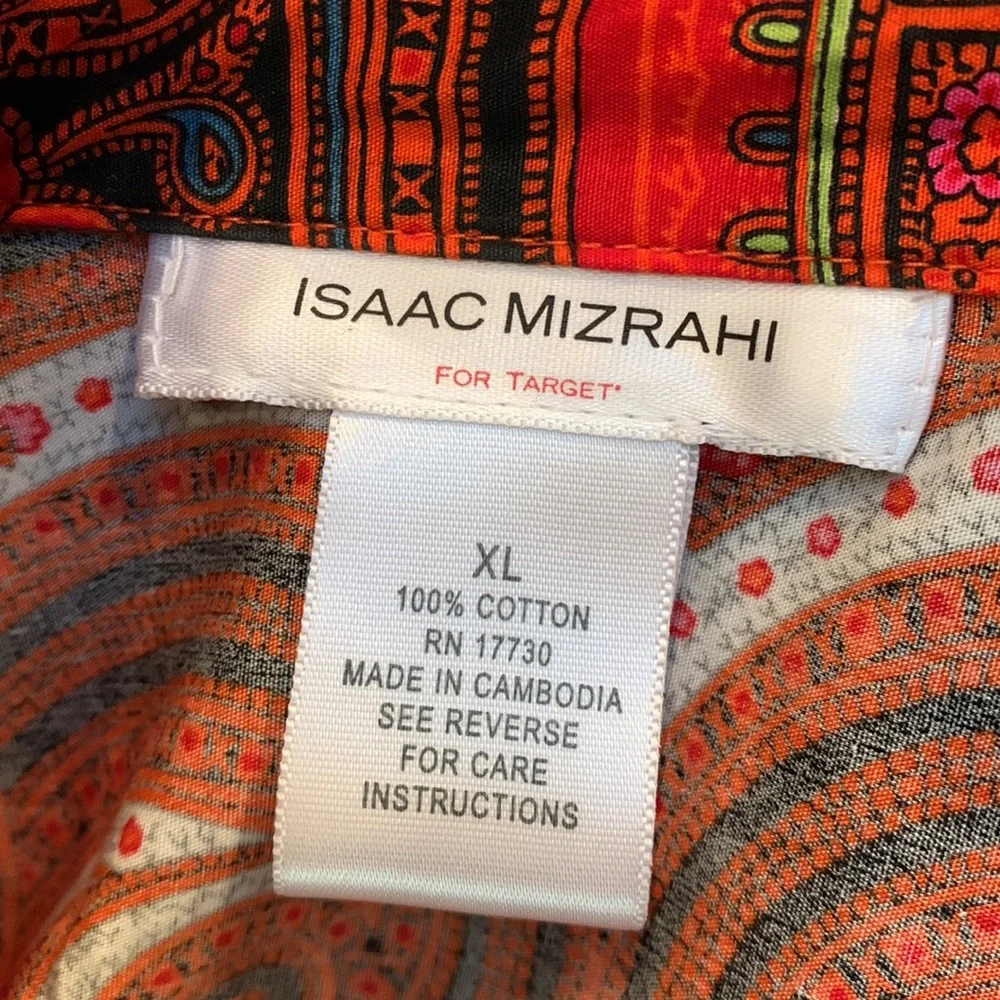 ISAAC MIZRAHI
FOR TARGET
XL
100% COTTON
RN 17730
MADE IN CAMBODIA
SEE REVERSE
FOR CARE
INSTRUCTIONS